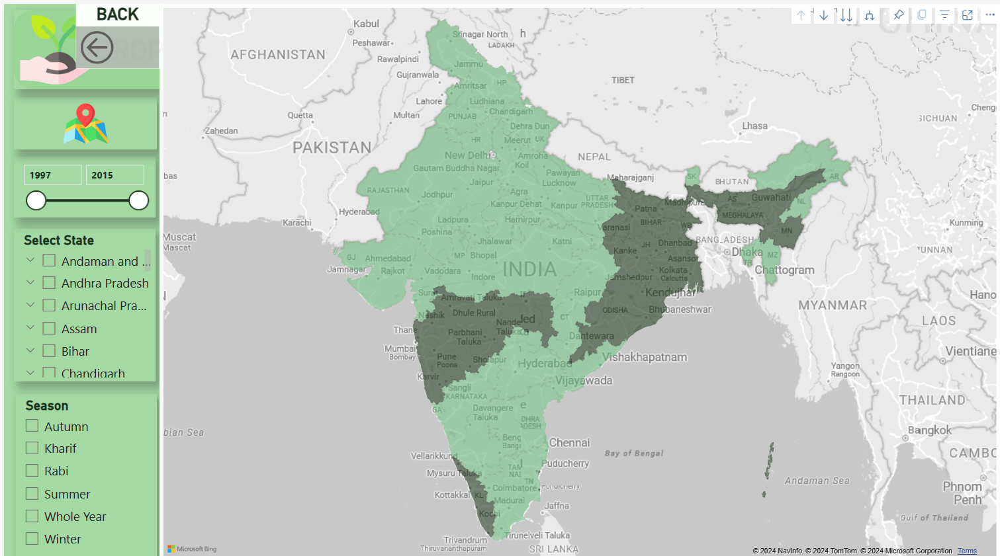 BACK
1997
2015
Select State
Andaman and ...
Andhra Pradesh
Arunachal Pra...
Assam
Bihar
Chandigarh
Season
Autumn
Kharif
Rabi
Summer
Whole Year
Winter
Kabul
Peshawar
Srinagar North
h
LADAKH
AFGHANISTAN
Rawalpindi
Jammu
Gujranwala
TIBET
Amritsar
HP
Lahore
Ludhiana
Chandigarh
Cheng
Quetta
Multan
PUNJAB
SICHUAN
Zahedan
Dehra Dun
Lhasa
HR
Meerut
UK
PAKISTAN
New Delhi
Amroha
Koil
NEPAL
Gautam Buddha Nagar
Pawayan
bas
Maharajganj
SK
BHUTAN
AR
Jaipur
Lucknow
RAJASTHAN
Jodhpur
Agra
UTTAR
PRADESH
Madhipura
AS
Guwahati
NL
Kanpur Dehat
Kanpur
Patna
Hyderabad
MEGHALAYA
Karāchi
Ladpura
Hamirpur
Varanasi
BIHAR
WB
MN
Kunming
Muscat
Mascat
Poshina
Jhalawar
Katni
BANGLADESH
JH
Dhanbad
Kanke
Dhaka
YUNNAN
GJ
Ahmedabad
MP
Bhopal
INDIA
Asansol
MZ
TR
Jamnagar
Rajkot
Vadodara
Indore
Jamshedpur
Kolkata
Calcutta
Chattogram
Surat
Amravati Taluka
Raipur
Kendujhar
Hano
MYANMAR
Nashik
Dhule Rural
ODISHA
Bhubaneshwar
LAOS
Nanded
Taluka
CT
Thane
Parbhani
Taluka
Dantewara
Mumbai
Bombay
Vientiane
Pune
Poona
Sholapur
Hyderabad
Vishakhapatnam
Yangon
Rangoon
Karvir
Vijayawada
Sangli
KARNATAKA
THAILAND
GA
Davangere
Taluka
e
DHRA
ADESH
bian Sea
Bangkok
Beng
Bangi
Chennai
Bay of Bengal
CAMBO
Vellarikkund
Puducherry
Mysuru Taluka
TAM
NAI
TN
Andaman Sea
Phnom
Penh
Kottakkal
KL
Coimbatore
Puducherry
Madurai
Jaffna
Kochi
Gulf of Thailand
Trivandrum
Thiruvananthapuram
Tirunelveli Taluka
SRI LANKA
Microsoft Bing
© 2024 NavInfo, © 2024 TomTom, © 2024 Microsoft Corporation
Terms